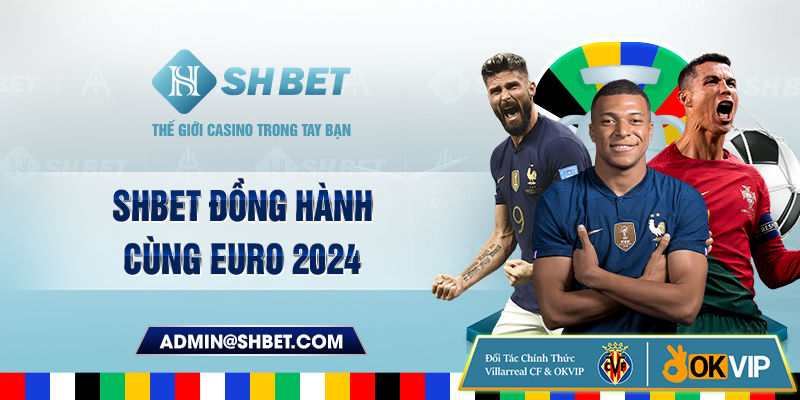 SHBET
THẾ GIỚI CASINO TRONG TAY BẠN
SHBET ĐỒNG HÀNH
CÙNG EURO 2024
ADMIN@SHBET.COM
9
Đối Tác Chính Thức
Villarreal CF & OKVIP
OKVIP